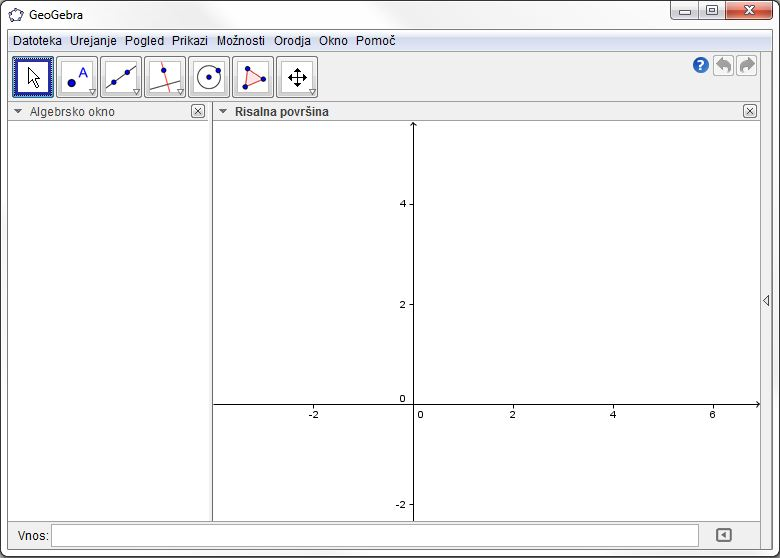 GeoGebra
Datoteka Urejanje Pogled Prikazi Možnosti Orodja Okno Pomoč
A
?
Algebrsko okno
Risalna površina
4
2
0
-2 0 2 4 6
-2
Vnos: